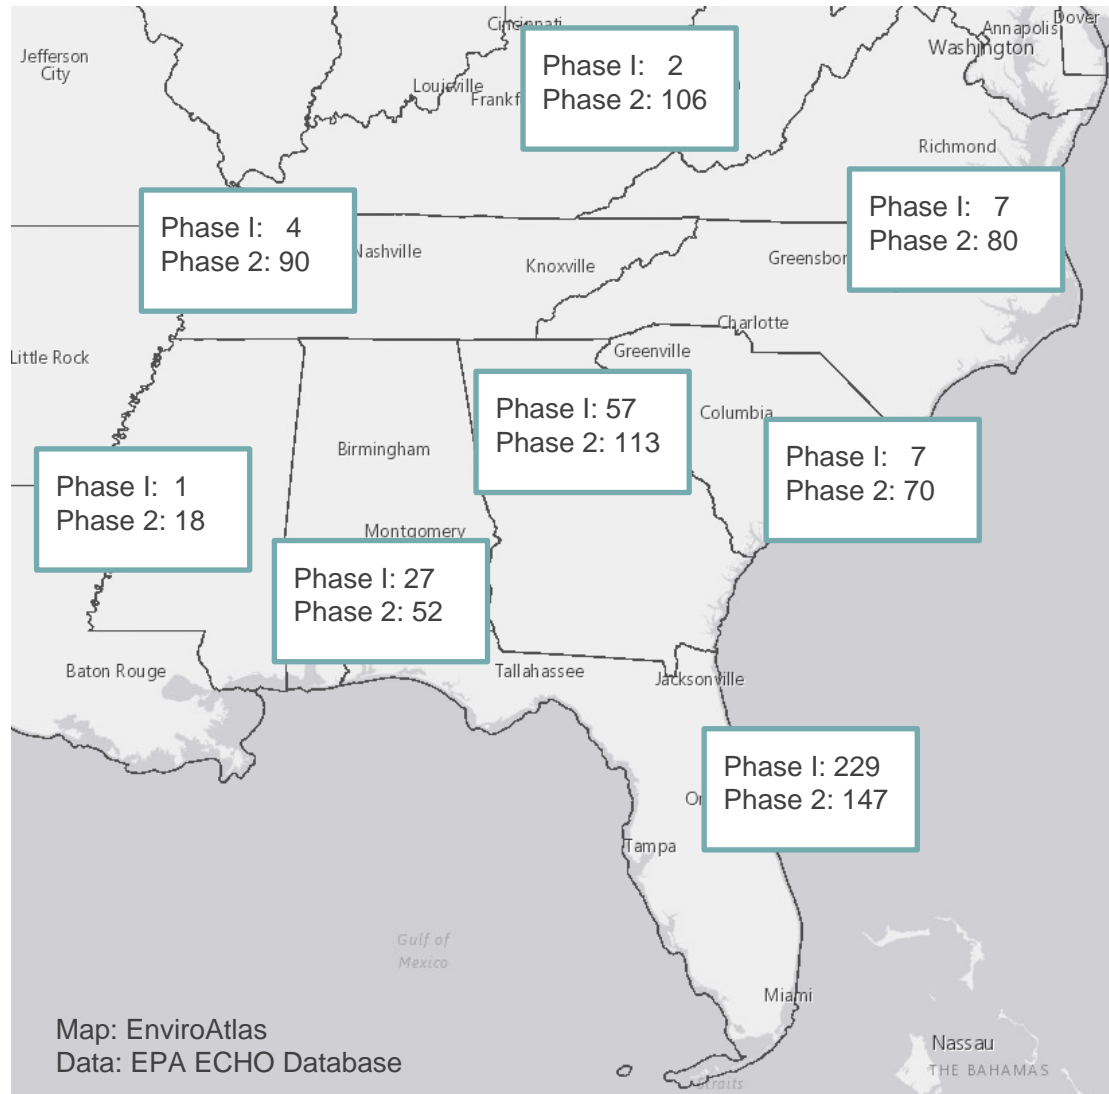 Cincinnati
Dover
Annapolis
Washington
Jefferson
City
Phase I: 2
Phase 2: 106
Louisville
Frankf
Richmond
Phase I: 4
Phase 2: 90
Phase I: 7
Phase 2: 80
Nashville
Knoxville
Greensbor
Charlotte
Little Rock
Greenville
Phase I: 57
Phase 2: 113
Columbia
Birmingham
Phase I: 7
Phase 2: 70
Phase I: 1
Phase 2: 18
Montgomery
Phase I: 27
Phase 2: 52
Baton Rouge
Tallahassee
Jacksonville
Phase I: 229
Phase 2: 147
Or
Tampa
Gulf of
Mexico
Miami
Map: EnviroAtlas
Data: EPA ECHO Database
Nassau
THE BAHAMAS
Straits